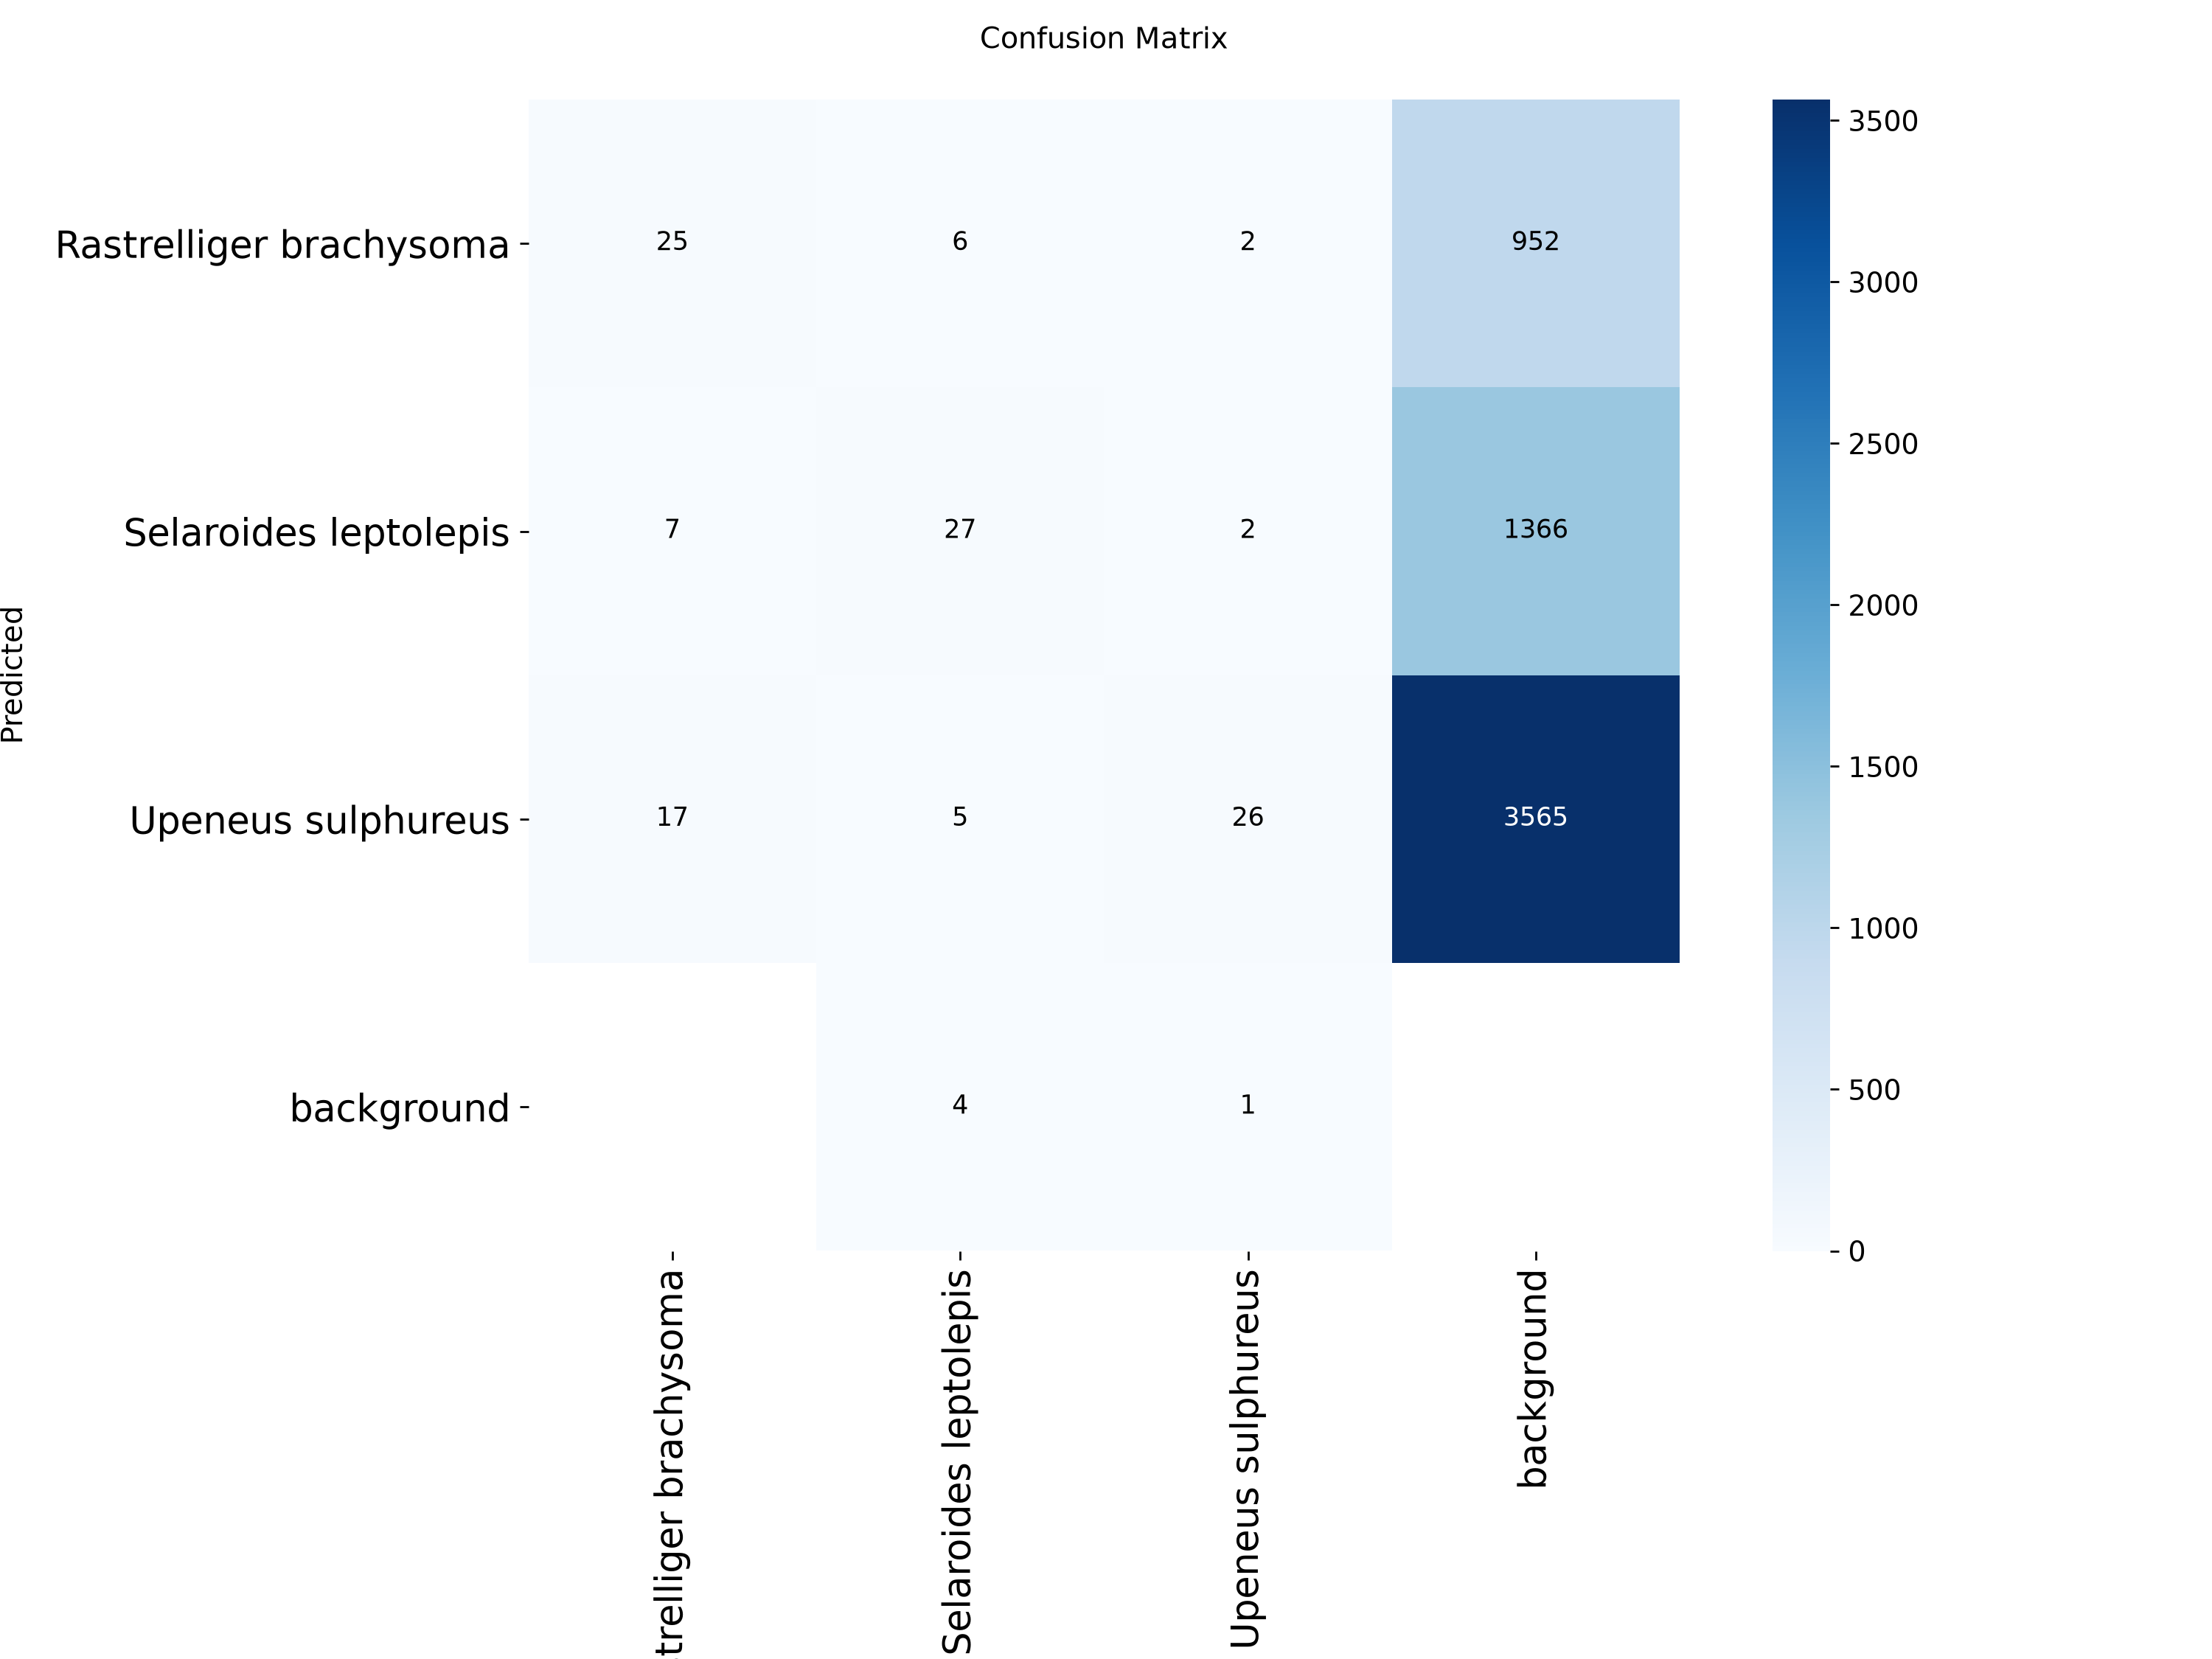 Confusion Matrix
Rastrelliger brachysoma
25 6 2 952
Selaroides leptolepis
7 27 2 1366
Upeneus sulphureus
17 5 26 3565
background
4 1
Predicted
trelliger brachysoma
Selaroides leptolepis
Upeneus sulphureus
background
3500
3000
2500
2000
1500
1000
500
0